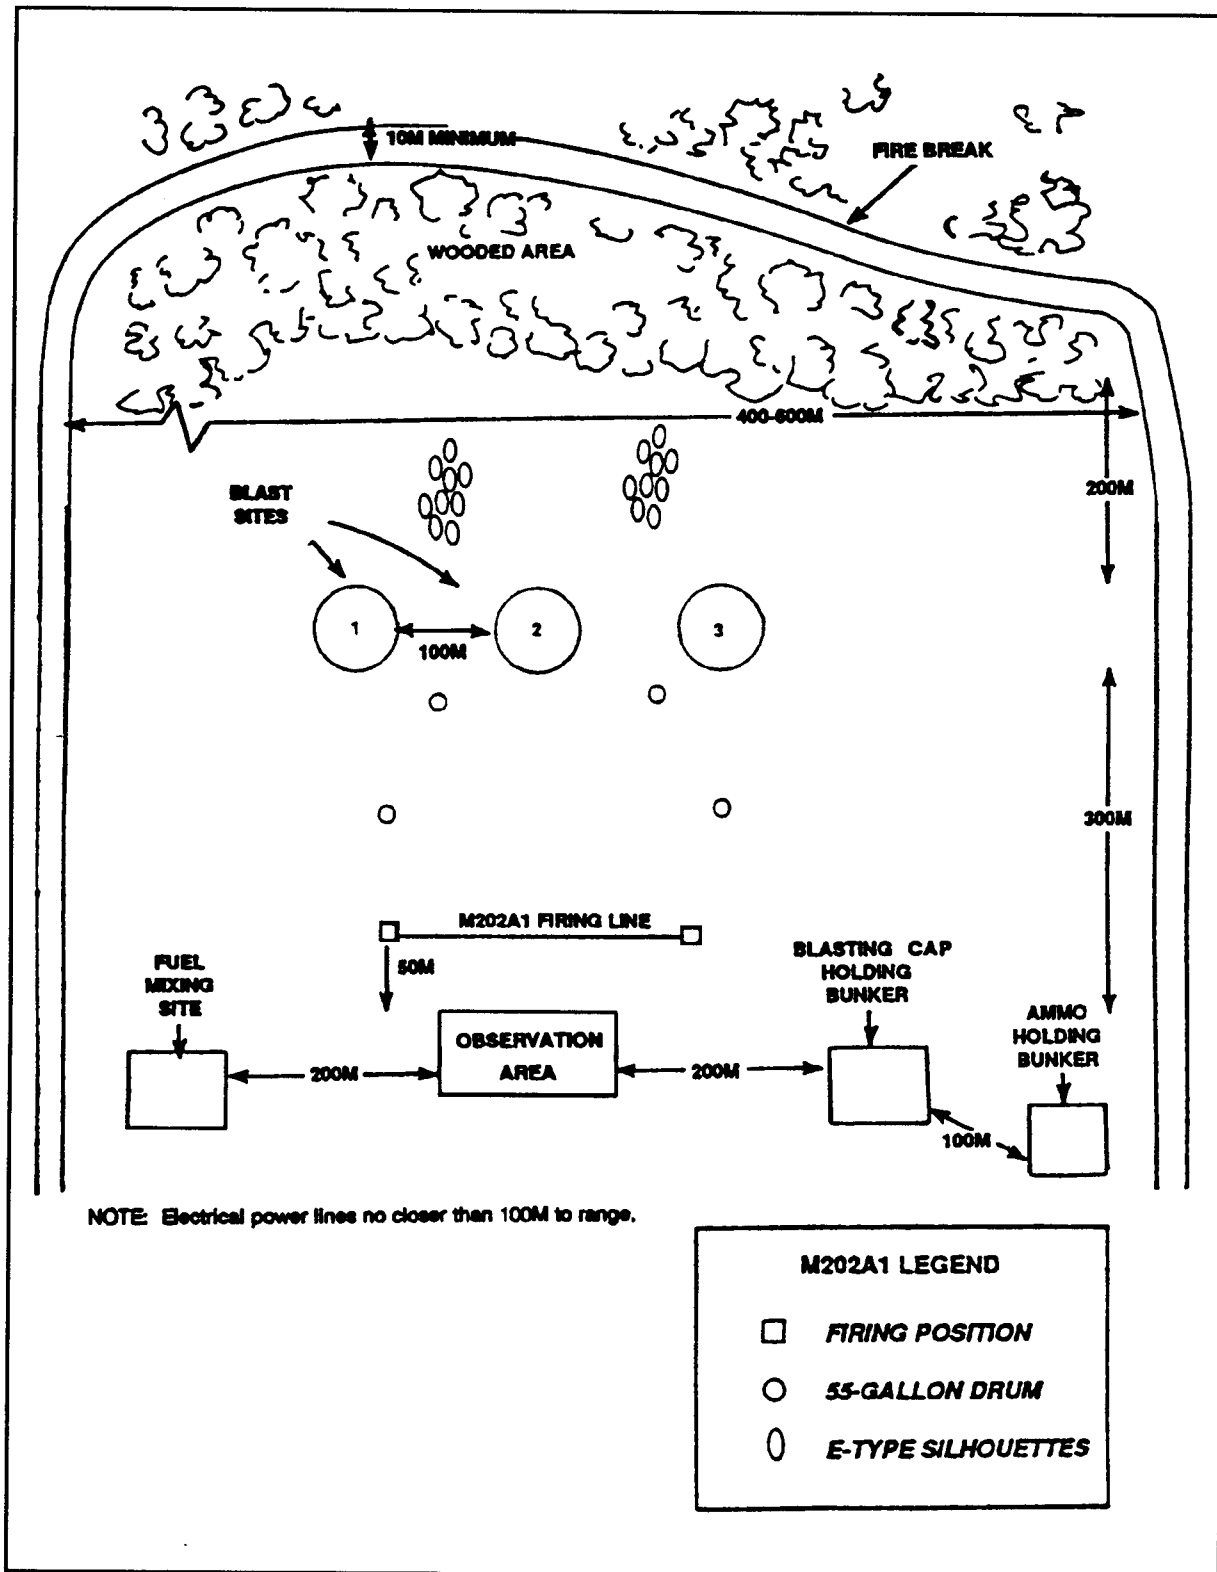 10M MINIMUM
FIRE BREAK
WOODED AREA
400-600M
200M
BLAST
SITES
1
2
3
100M
300M
M202A1 FIRING LINE
50M
FUEL
MIXING
SITE
BLASTING CAP
HOLDING
BUNKER
AMMO
HOLDING
BUNKER
OBSERVATION
AREA
200M
200M
100M
NOTE: Electrical power lines no closer than 100M to range.
M202A1 LEGEND
FIRING POSITION
55-GALLON DRUM
E-TYPE SILHOUETTES